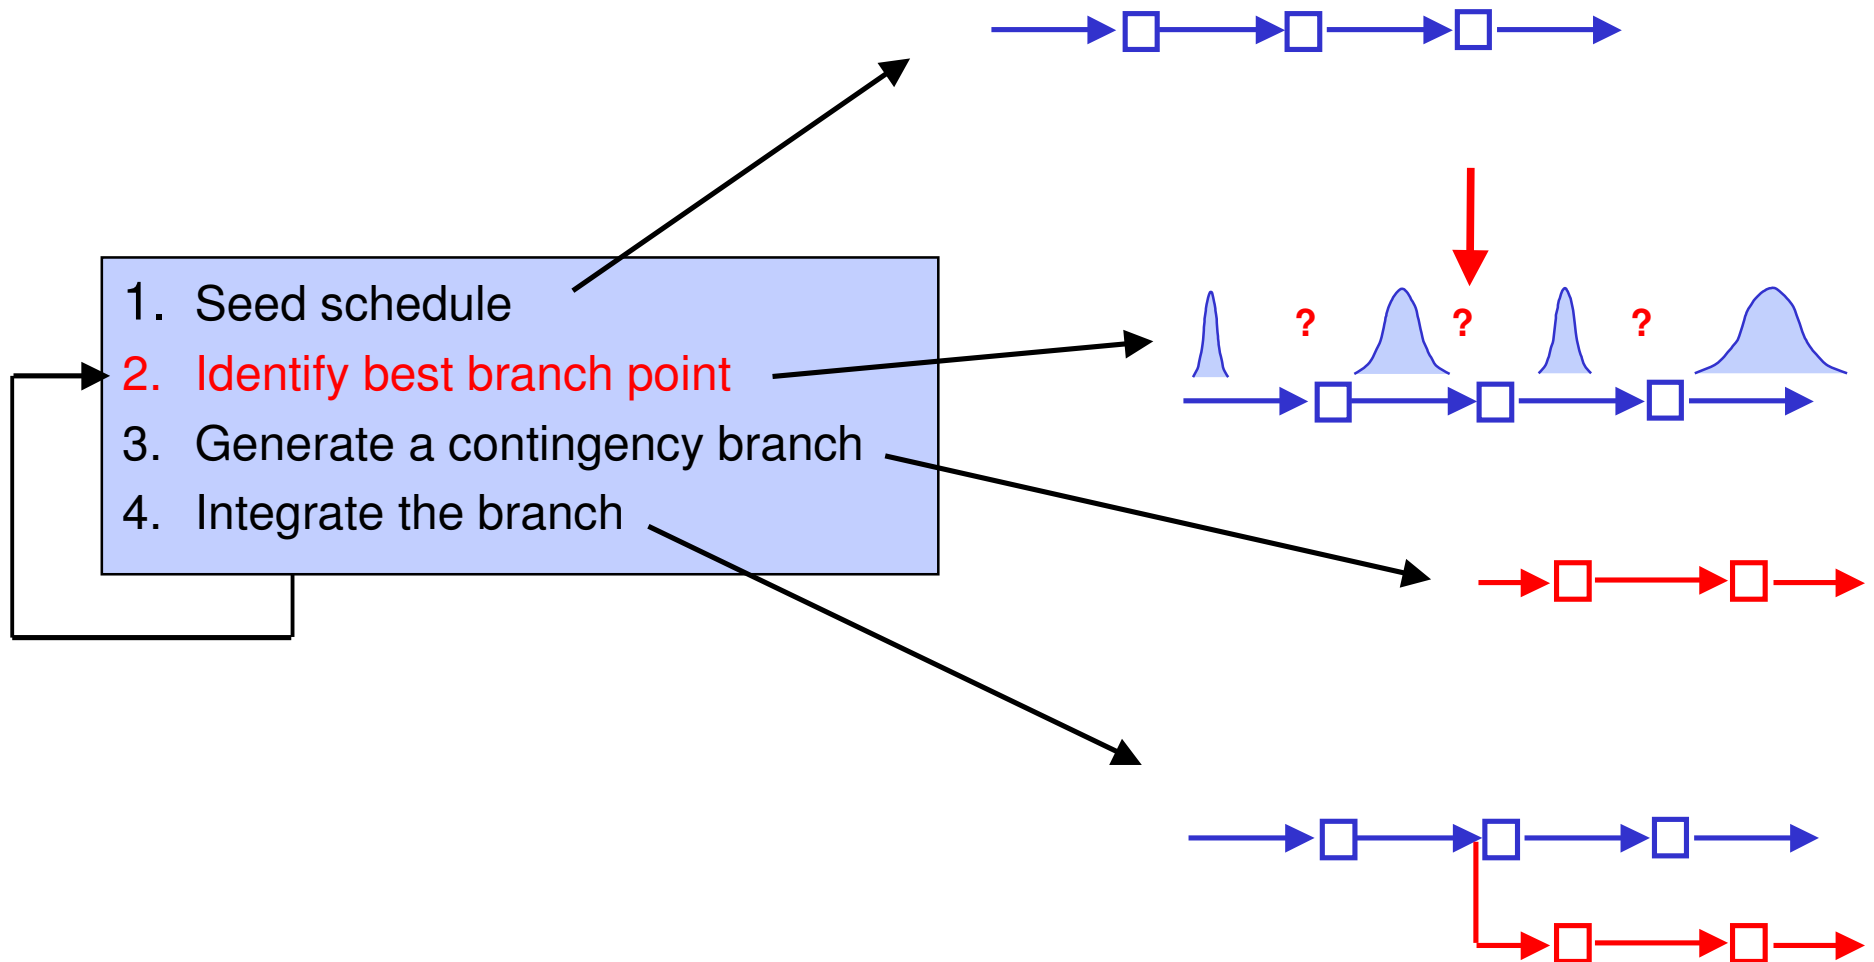 1. Seed schedule
2. Identify best branch point
3. Generate a contingency branch
4. Integrate the branch
? ? ?